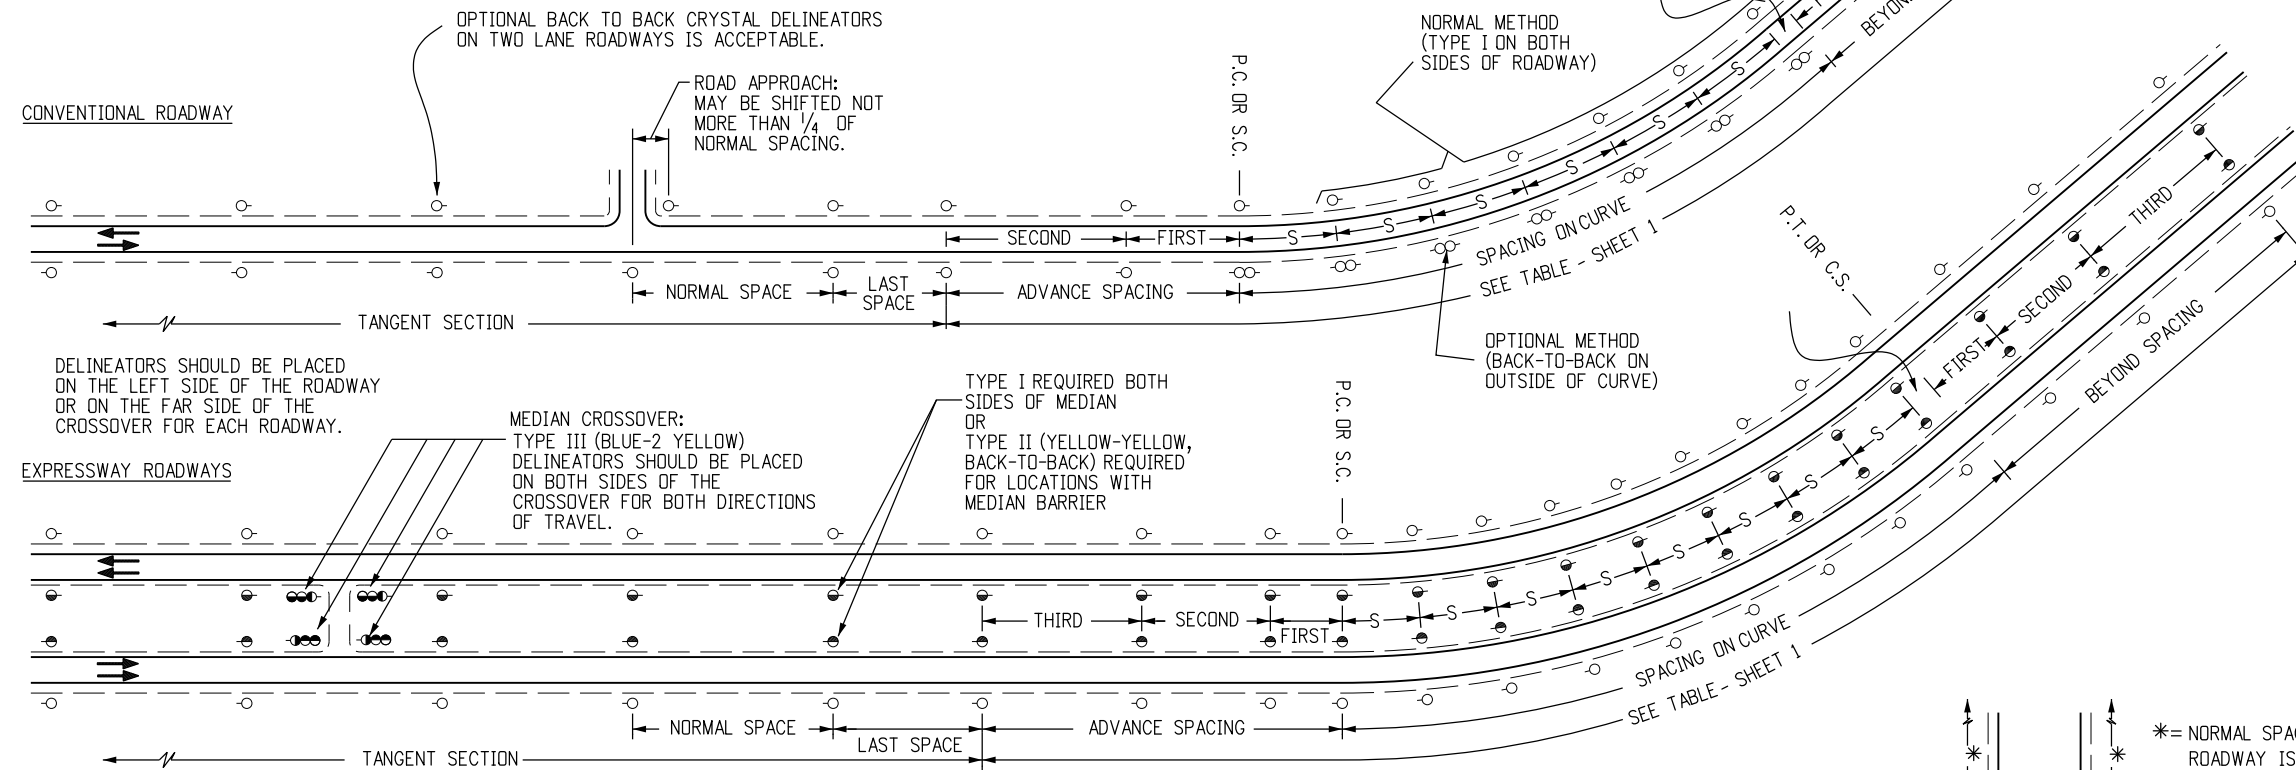 OPTIONAL BACK TO BACK CRYSTAL DELINEATORS
ON TWO LANE ROADWAYS IS ACCEPTABLE.
ROAD APPROACH:
MAY BE SHIFTED NOT
MORE THAN 1/4 OF
NORMAL SPACING.
CONVENTIONAL ROADWAY
P.C. OR S.C.
NORMAL METHOD
(TYPE I ON BOTH
SIDES OF ROADWAY)
SECOND
FIRST
S
S
S
S
S
S
NORMAL SPACE
LAST
SPACE
ADVANCE SPACING
SPACING ON CURVE
SEE TABLE - SHEET 1
TANGENT SECTION
OPTIONAL METHOD
(BACK-TO-BACK ON
OUTSIDE OF CURVE)
DELINEATORS SHOULD BE PLACED
ON THE LEFT SIDE OF THE ROADWAY
OR ON THE FAR SIDE OF THE
CROSSOVER FOR EACH ROADWAY.
EXPRESSWAY ROADWAYS
MEDIAN CROSSOVER:
TYPE III (BLUE-2 YELLOW)
DELINEATORS SHOULD BE PLACED
ON BOTH SIDES OF THE
CROSSOVER FOR BOTH DIRECTIONS
OF TRAVEL.
TYPE I REQUIRED BOTH
SIDES OF MEDIAN
OR
TYPE II (YELLOW-YELLOW,
BACK-TO-BACK) REQUIRED
FOR LOCATIONS WITH
MEDIAN BARRIER
P.C. OR S.C.
P.T. OR C.S.
THIRD
SECOND
FIRST
S
S
S
S
S
S
S
FIRST
SECOND
THIRD
BEYOND SPACING
NORMAL SPACE
LAST SPACE
ADVANCE SPACING
SPACING ON CURVE
SEE TABLE - SHEET 1
TANGENT SECTION
* = NORMAL
ROADWAY IS
*
*